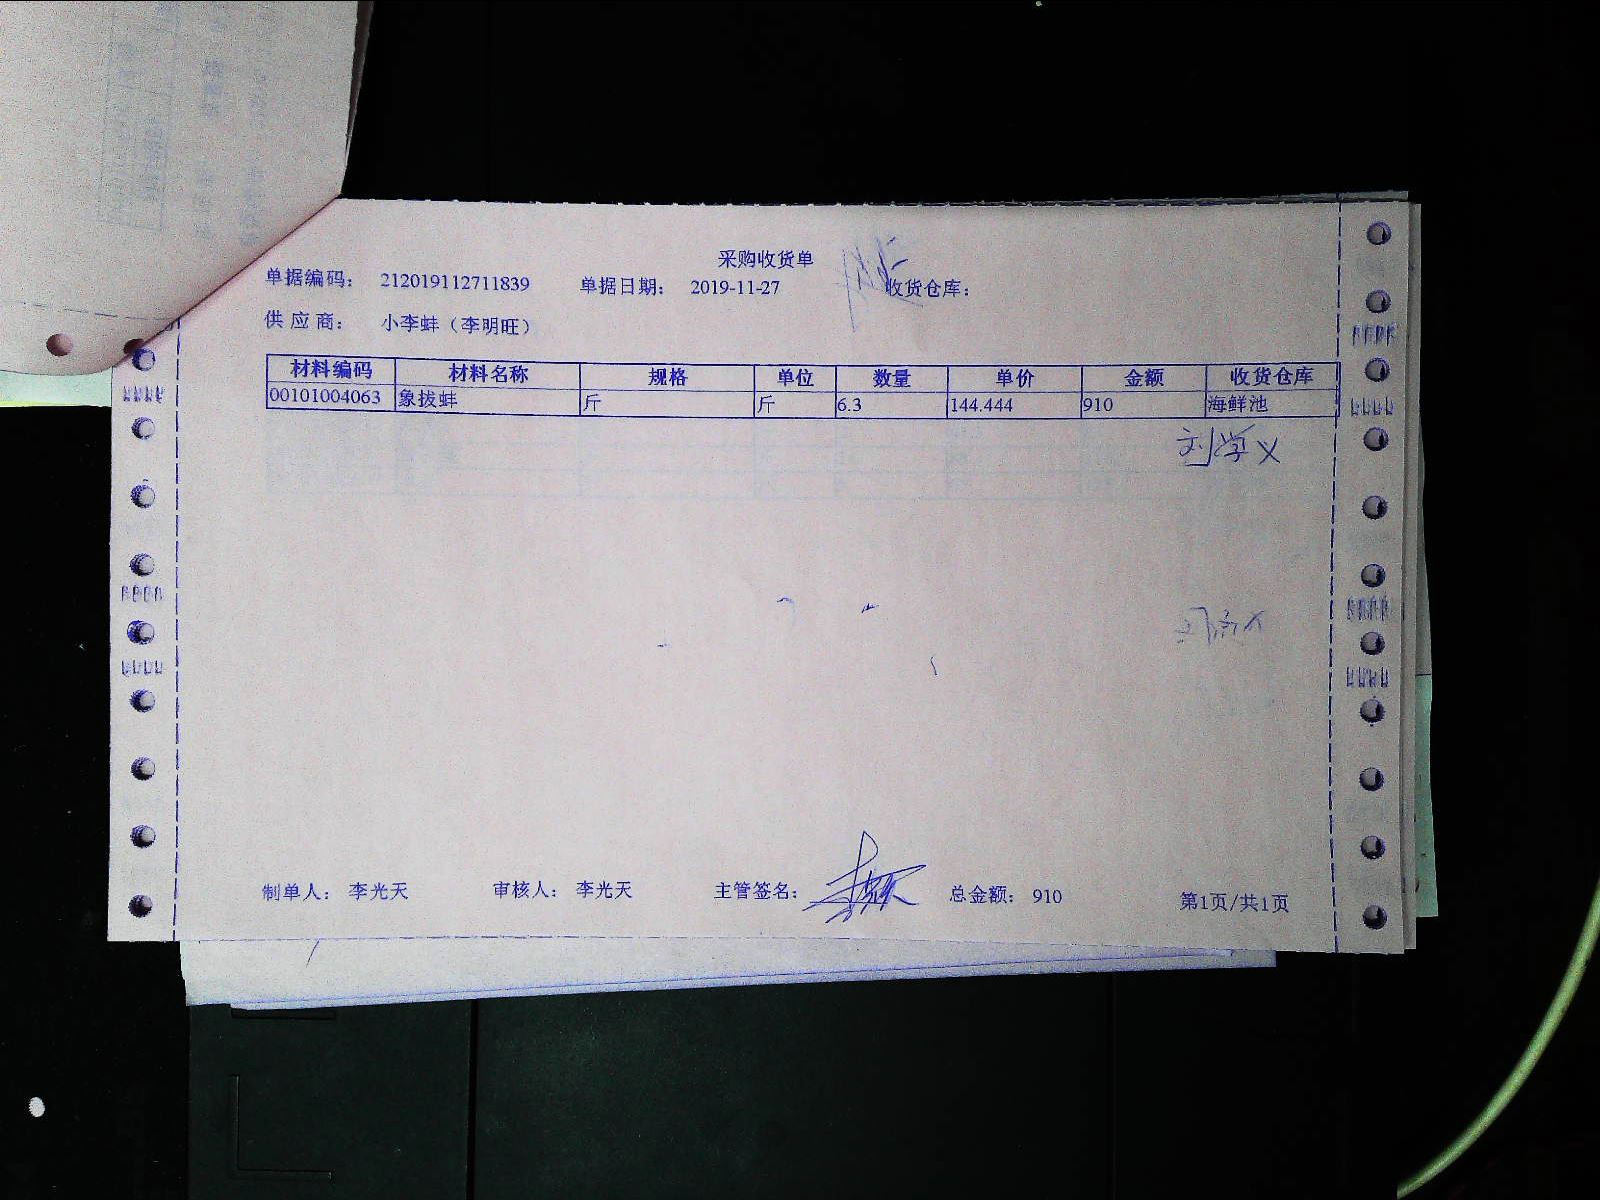 采购收货单
单据编码： 212019112711839 单据日期： 2019-11-27 收货仓库：
供 应 商： 小李蚌（李明旺）
材料编码 材料名称 规格 单位 数量 单价 金额 收货仓库
00101004063 象拔蚌 斤 斤 6.3 144.444 910 海鲜池
刘学义
制单人： 李光天 审核人： 李光天 主管签名： 总金额： 910 第1页/共1页